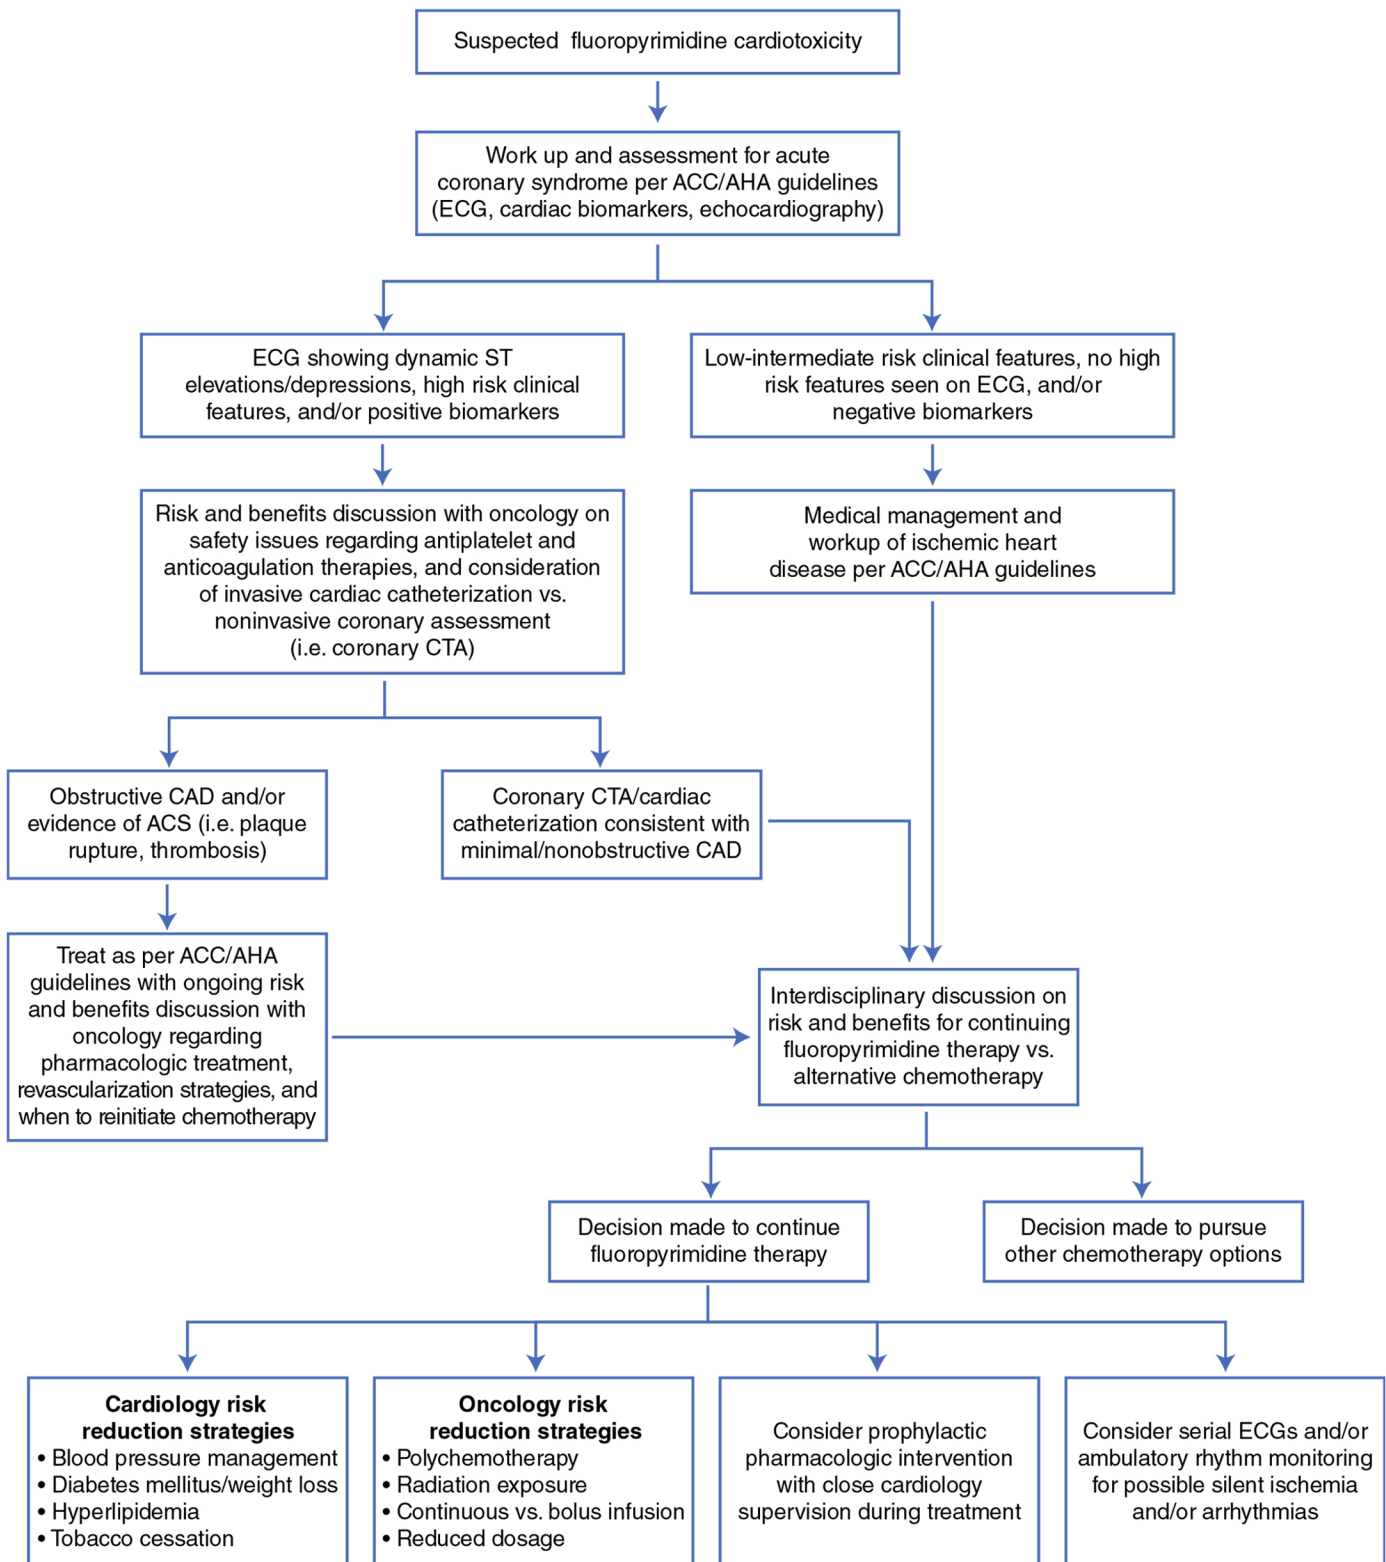 Suspected fluoropyrimidine cardiotoxicity
Work up and assessment for acute
coronary syndrome per ACC/AHA guidelines
(ECG, cardiac biomarkers, echocardiography)
ECG showing dynamic ST
elevations/depressions, high risk clinical
features, and/or positive biomarkers
Low-intermediate risk clinical features, no high
risk features seen on ECG, and/or
negative biomarkers
Risk and benefits discussion with oncology on
safety issues regarding antiplatelet and
anticoagulation therapies, and consideration
of invasive cardiac catheterization vs.
noninvasive coronary assessment
(i.e. coronary CTA)
Medical management and
workup of ischemic heart
disease per ACC/AHA guidelines
Obstructive CAD and/or
evidence of ACS (i.e. plaque
rupture, thrombosis)
Coronary CTA/cardiac
catheterization consistent with
minimal/nonobstructive CAD
Treat as per ACC/AHA
guidelines with ongoing risk
and benefits discussion with
oncology regarding
pharmacologic treatment,
revascularization strategies, and
when to reinitiate chemotherapy
Interdisciplinary discussion on
risk and benefits for continuing
fluoropyrimidine therapy vs.
alternative chemotherapy
Decision made to continue
fluoropyrimidine therapy
Decision made to pursue
other chemotherapy options
Cardiology risk
reduction strategies
• Blood pressure management
• Diabetes mellitus/weight loss
• Hyperlipidemia
• Tobacco cessation
Oncology risk
reduction strategies
• Polychemotherapy
• Radiation exposure
• Continuous vs. bolus infusion
• Reduced dosage
Consider prophylactic
pharmacologic intervention
with close cardiology
supervision during treatment
Consider serial ECGs and/or
ambulatory rhythm monitoring
for possible silent ischemia
and/or arrhythmias